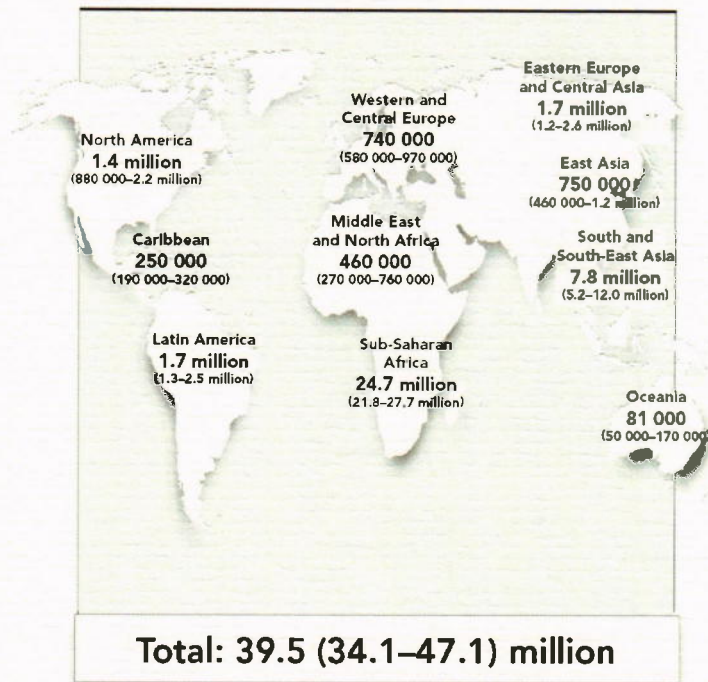 Eastern Europe
and Central Asia
1.7 million
(1.2–2.6 million)
Western and
Central Europe
740 000
(580 000–970 000)
North America
1.4 million
(880 000–2.2 million)
East Asia
750 000
(460 000–1.2 million)
Middle East
and North Africa
460 000
(270 000–760 000)
Caribbean
250 000
(190 000–320 000)
South and
South-East Asia
7.8 million
(5.2–12.0 million)
Latin America
1.7 million
(1.3–2.5 million)
Sub-Saharan
Africa
24.7 million
(21.8–27.7 million)
Oceania
81 000
(50 000–170 000)
Total: 39.5 (34.1–47.1) million